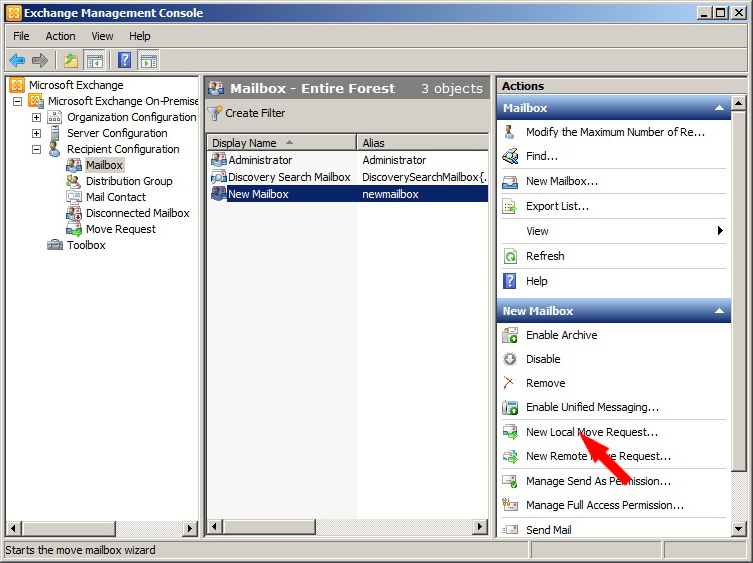 Exchange Management Console
File Action View Help
Microsoft Exchange
Microsoft Exchange On-Premise
Organization Configuration
Server Configuration
Recipient Configuration
Mailbox
Distribution Group
Mail Contact
Disconnected Mailbox
Move Request
Toolbox
Mailbox - Entire Forest 3 objects
Create Filter
Display Name Alias
Administrator Administrator
Discovery Search Mailbox DiscoverySearchMailbox{.
New Mailbox newmailbox
Actions
Mailbox
Modify the Maximum Number of Re...
Find...
New Mailbox...
Export List...
View
Refresh
Help
New Mailbox
Enable Archive
Disable
Remove
Enable Unified Messaging...
New Local Move Request...
New Remote Move Request...
Manage Send As Permission...
Manage Full Access Permission...
Send Mail
Starts the move mailbox wizard